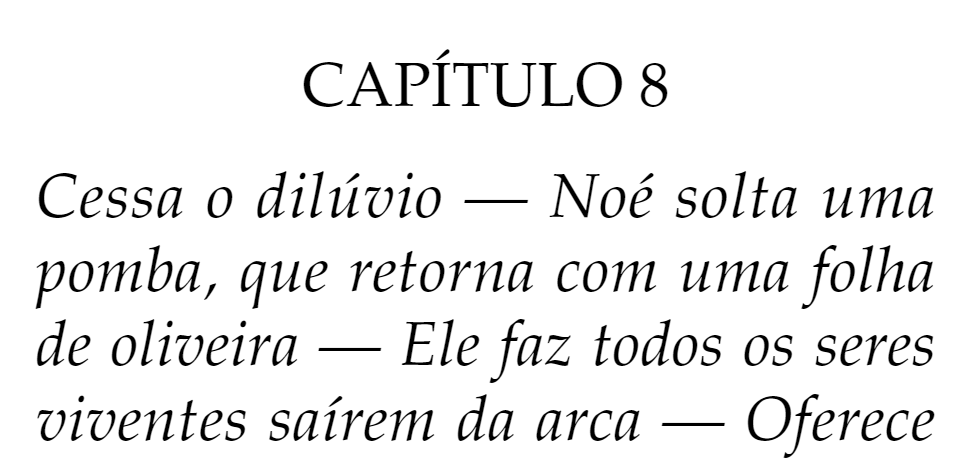 CAPÍTULO 8
Cessa o dilúvio — Noé solta uma
pomba, que retorna com uma folha
de oliveira — Ele faz todos os seres
viventes saírem da arca — Oferece